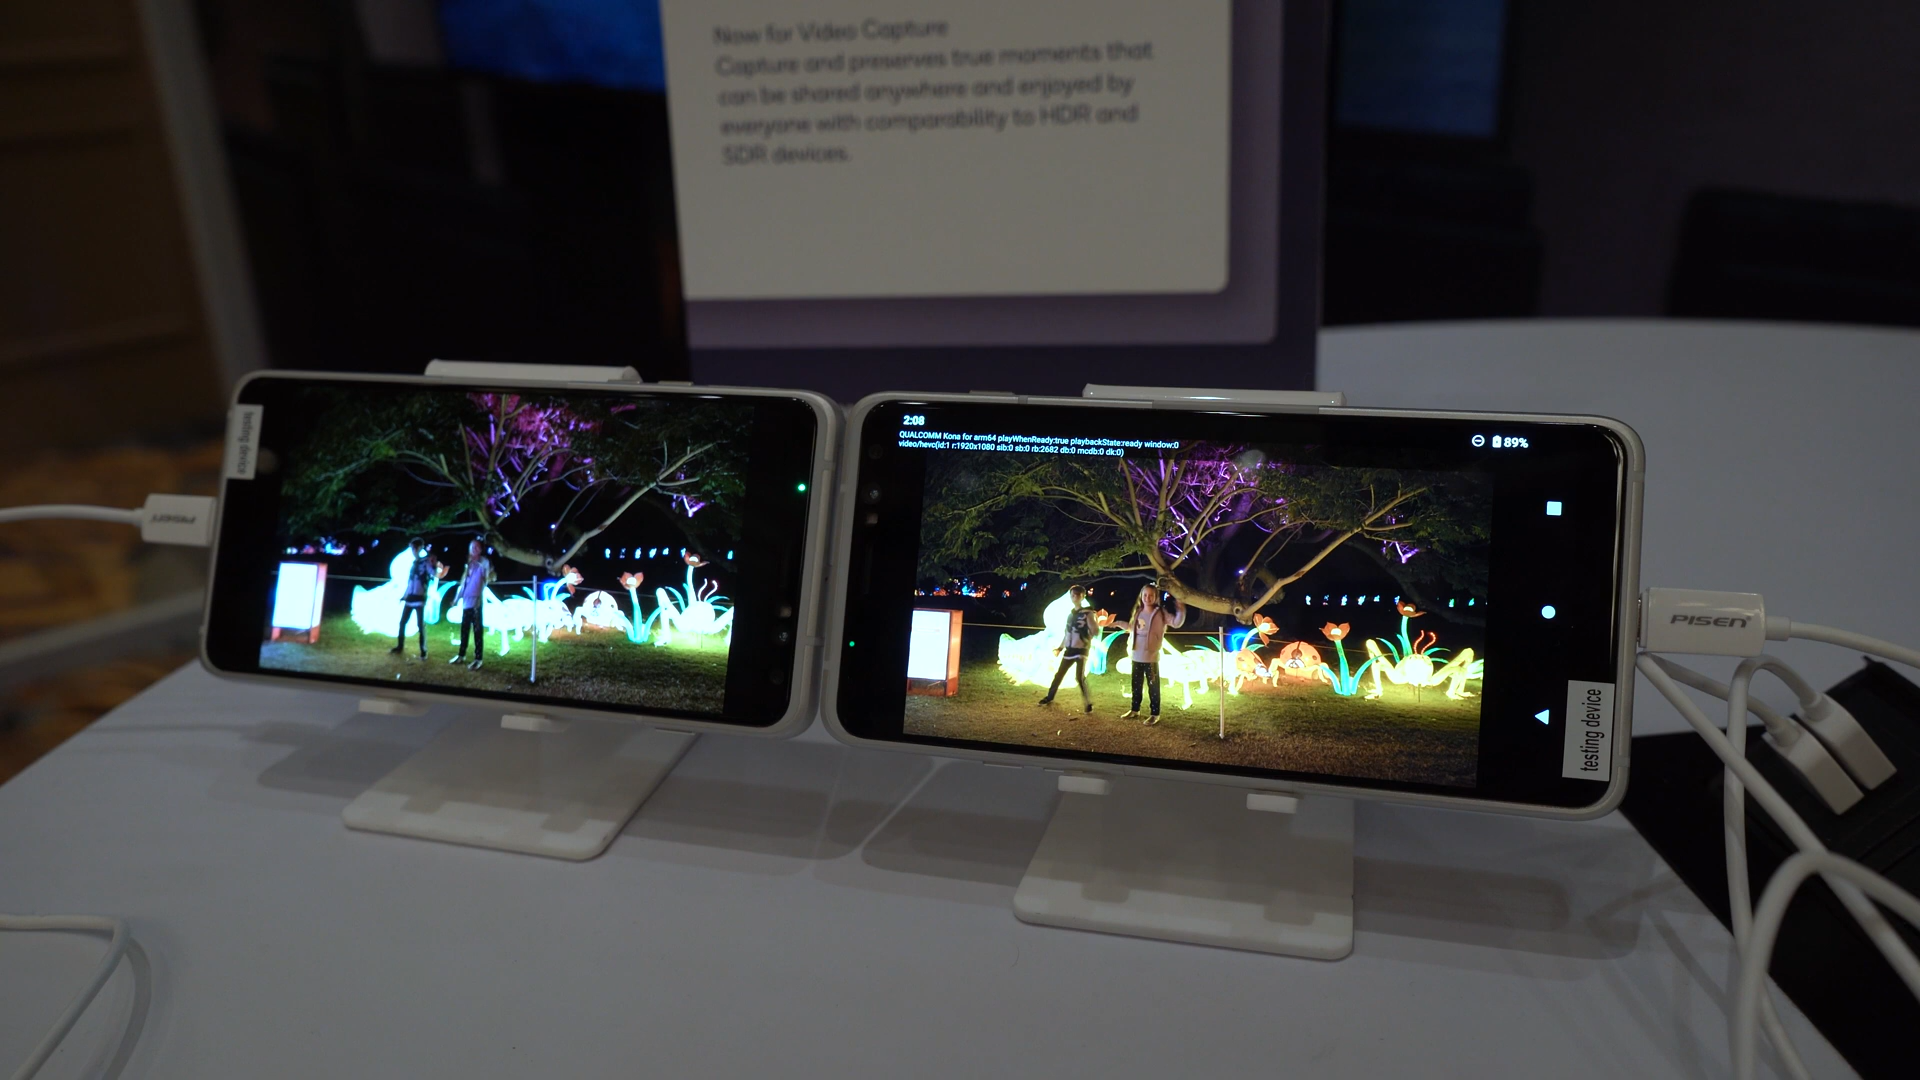 Now for Video Capture
Capture and preserves true moments that
can be shared anywhere and enjoyed by
everyone with comparability to HDR and
SDR devices.
testing device
PISEN
2:08
QUALCOMM Kona for arm64 playWhenReady:true playbackState:ready window:0
video/hevc(id:1 r:1920x1080 sib:0 sb:0 rb:2682 db:0 mcdb:0 dk:0)
89%
PISEN
testing device